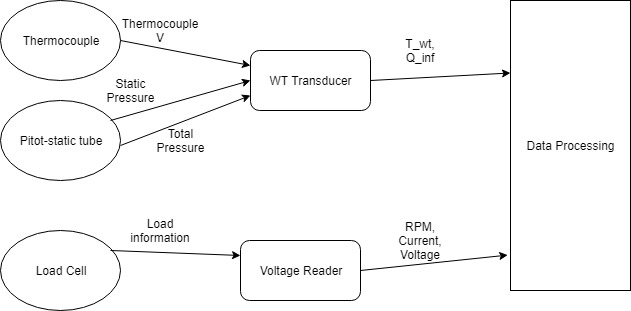 Thermocouple
Thermocouple
V
WT Transducer
T_wt,
Q_inf
Static
Pressure
Pitot-static tube
Total
Pressure
Data Processing
Load Cell
Load
information
Voltage Reader
RPM,
Current,
Voltage